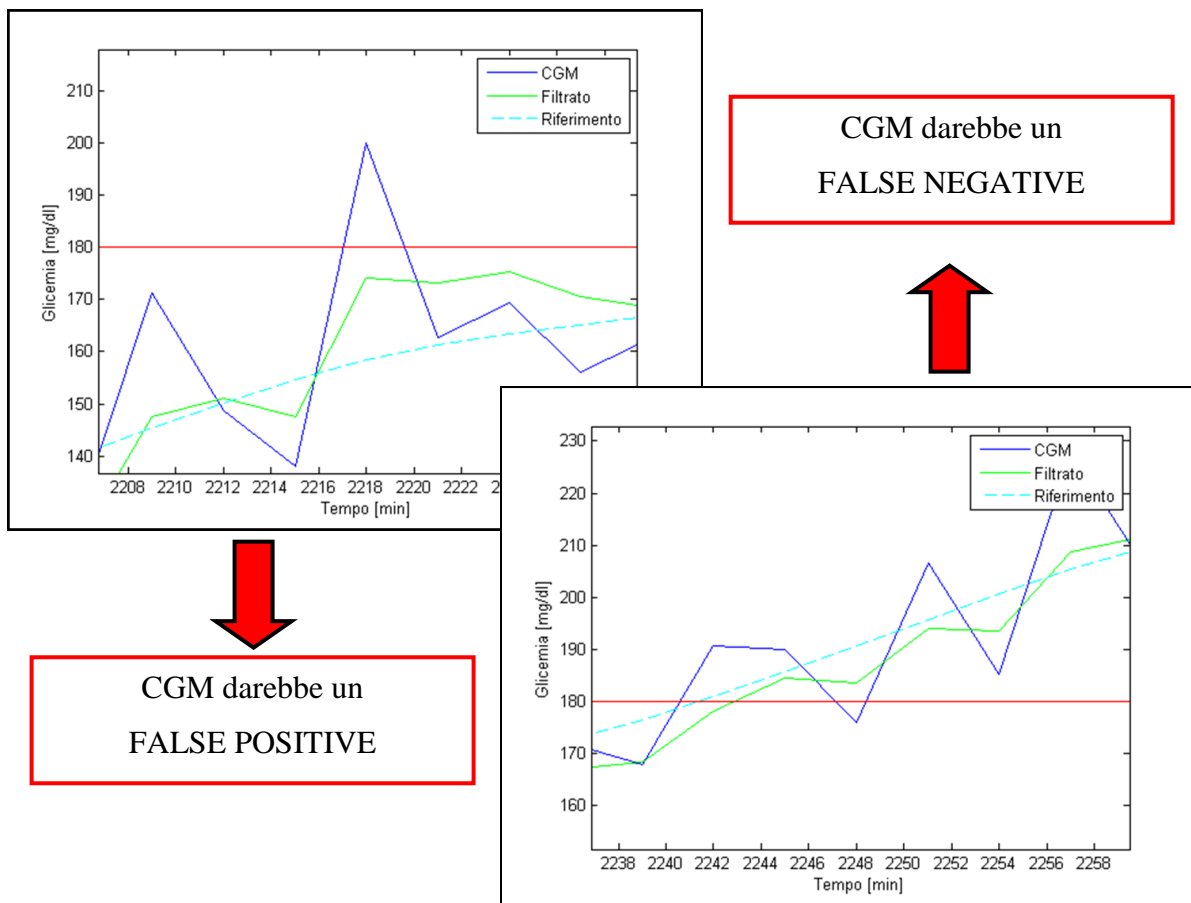 CGM
Filtrato
Riferimento
210
200
190
180
170
160
150
140
Glicemia [mg/dl]
2208 2210 2212 2214 2216 2218 2220 2222
Tempo [min]
CGM darebbe un
FALSE NEGATIVE
CGM darebbe un
FALSE POSITIVE
CGM
Filtrato
Riferimento
230
220
210
200
190
180
170
160
Glicemia [mg/dl]
2238 2240 2242 2244 2246 2248 2250 2252 2254 2256 2258
Tempo [min]